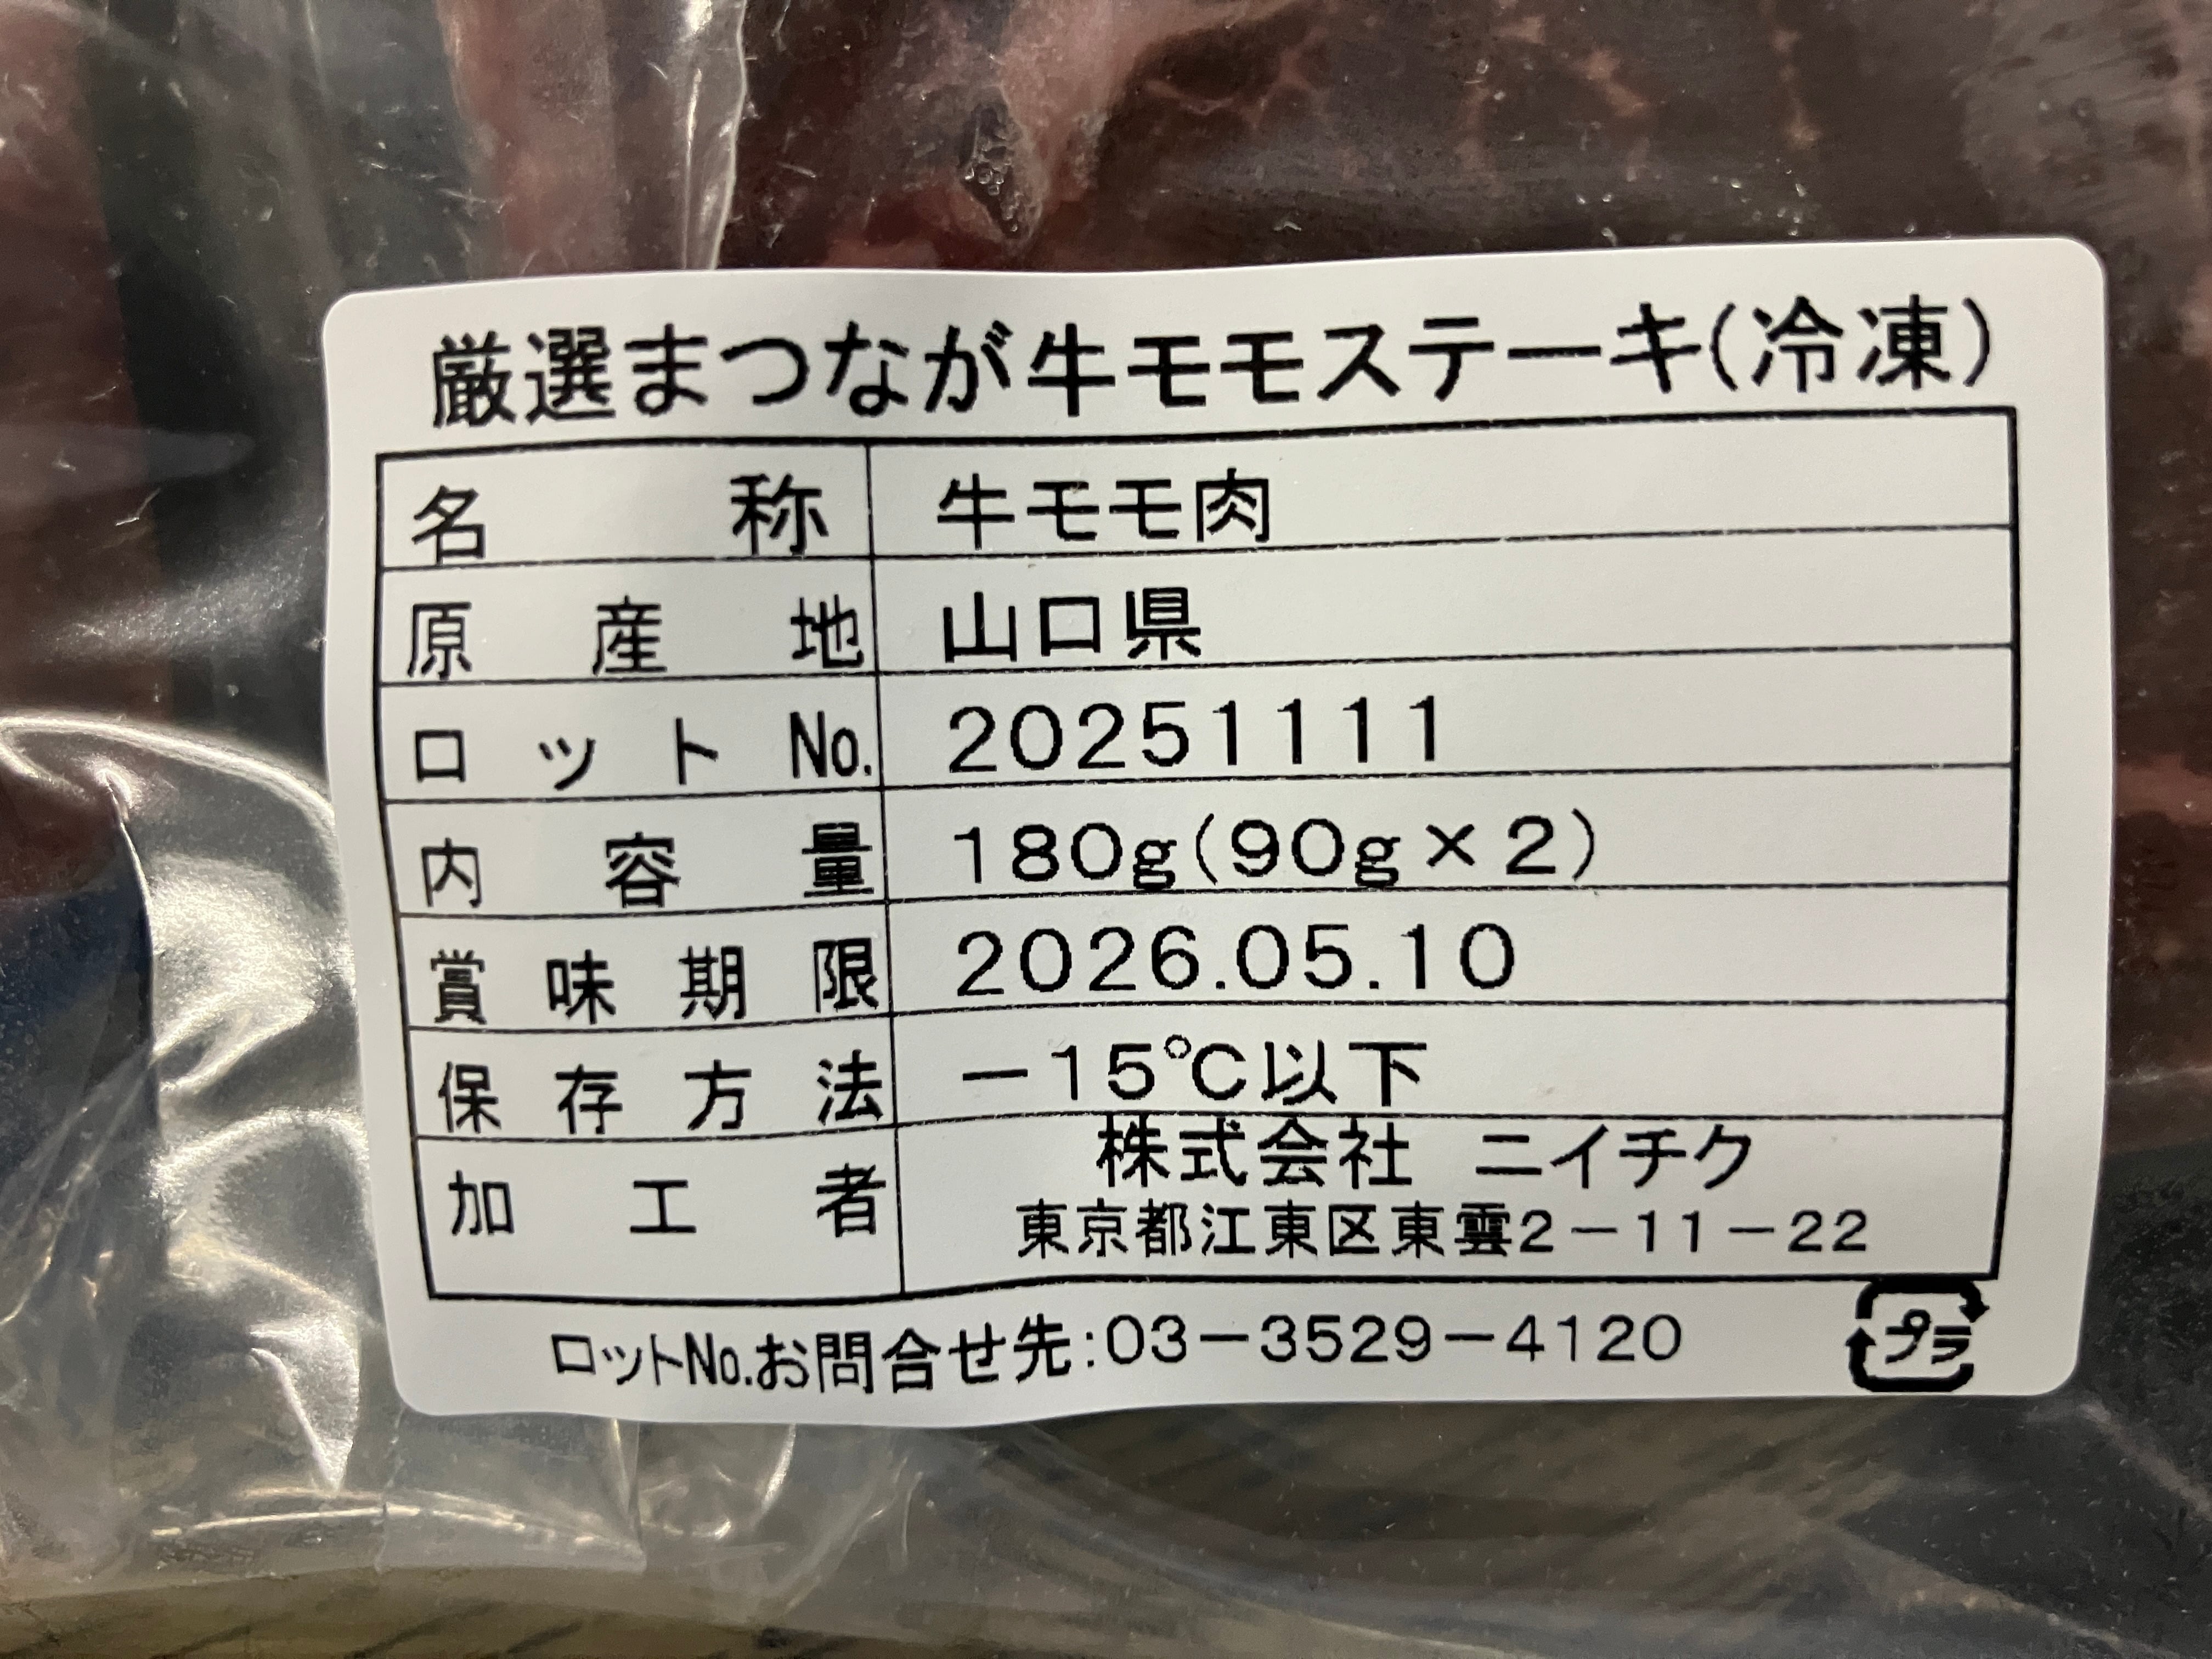 厳選まつなが牛モモステーキ(冷凍)
名称 牛モモ肉
原産地 山口県
ロットNo. 20251111
内容量 180g(90g×2)
賞味期限 2026.05.10
保存方法 －15℃以下
加工者 株式会社 ニイチク
東京都江東区東雲2－11－22
ロットNo.お問合せ先:03－3529－4120
プラ